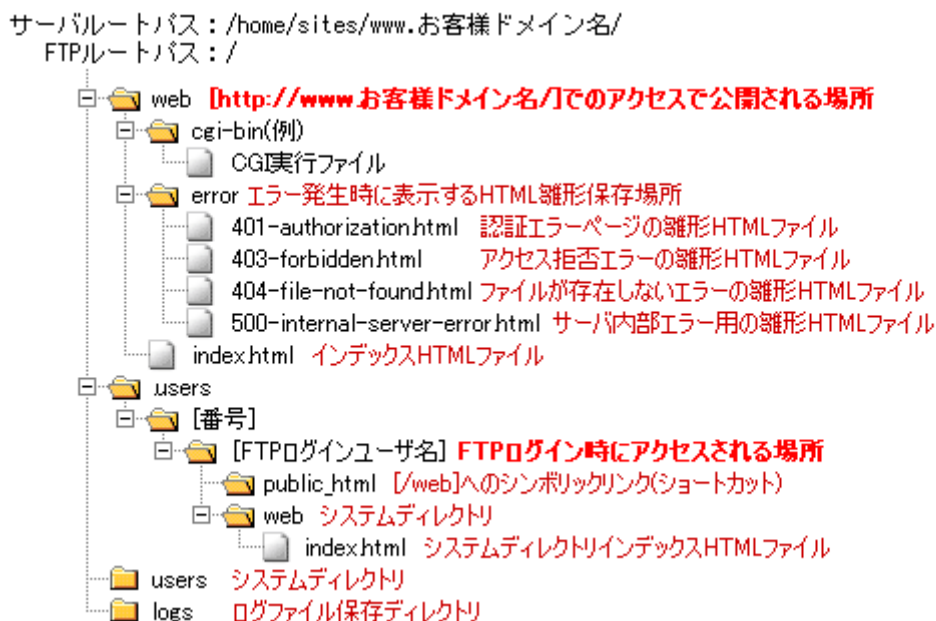 サーバルートパス：/home/sites/www.お客様ドメイン名/
FTPルートパス：/
web [http://www.お客様ドメイン名/]でのアクセスで公開される場所
cgi-bin(例)
CGI実行ファイル
error エラー発生時に表示するHTML雛形保存場所
401-authorization.html 認証エラーページの雛形HTMLファイル
403-forbidden.html アクセス拒否エラーの雛形HTMLファイル
404-file-not-found.html ファイルが存在しないエラーの雛形HTMLファイル
500-internal-server-error.html サーバ内部エラー用の雛形HTMLファイル
index.html インデックスHTMLファイル
.users
[番号]
[FTPログインユーザ名] FTPログイン時にアクセスされる場所
public_html [/web]へのシンボリックリンク(ショートカット)
web システムディレクトリ
index.html システムディレクトリインデックスHTMLファイル
users システムディレクトリ
logs ログファイル保存ディレクトリ